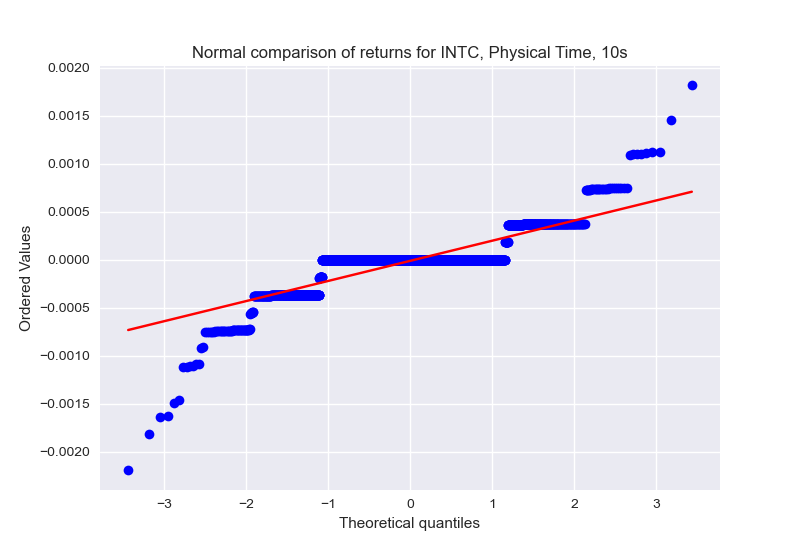 Normal comparison of returns for INTC, Physical Time, 10s
0.0020
0.0015
0.0010
0.0005
0.0000
−0.0005
−0.0010
−0.0015
−0.0020
Ordered Values
−3 −2 −1 0 1 2 3
Theoretical quantiles